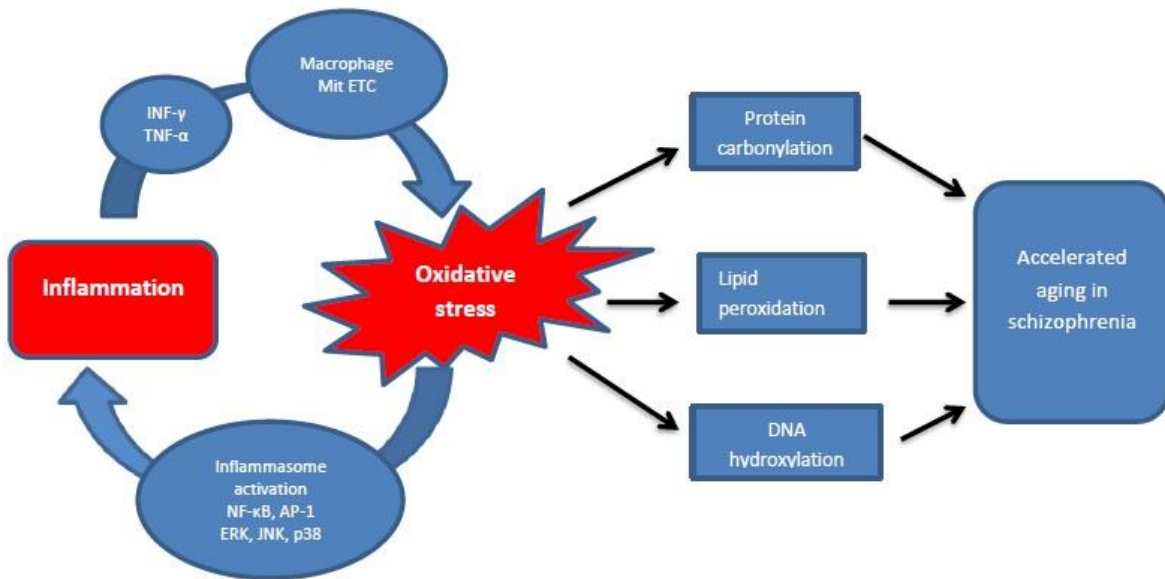 Macrophage
Mit ETC
INF-γ
TNF-α
Inflammation
Oxidative
stress
Inflammasome
activation
NF-κB, AP-1
ERK, JNK, p38
Protein
carbonylation
Lipid
peroxidation
DNA
hydroxylation
Accelerated
aging in
schizophrenia